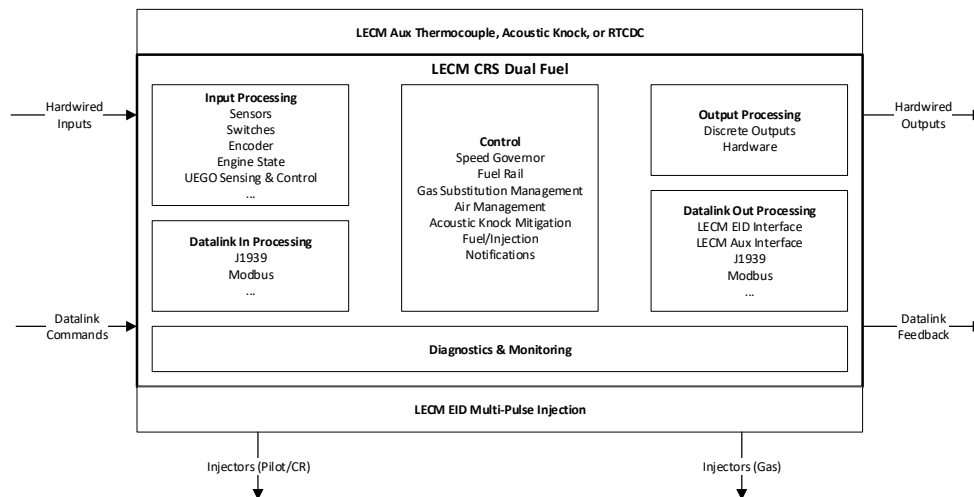 LECM Aux Thermocouple, Acoustic Knock, or RTCDC
LECM CRS Dual Fuel
Hardwired
Inputs
Input Processing
Sensors
Switches
Encoder
Engine State
UEGO Sensing & Control
...
Datalink In Processing
J1939
Modbus
...
Datalink
Commands
Control
Speed Governor
Fuel Rail
Gas Substitution Management
Air Management
Acoustic Knock Mitigation
Fuel/Injection
Notifications
Output Processing
Discrete Outputs
Hardware
Datalink Out Processing
LECM EID Interface
LECM Aux Interface
J1939
Modbus
...
Hardwired
Outputs
Datalink
Feedback
Diagnostics & Monitoring
LECM EID Multi-Pulse Injection
Injectors (Pilot/CR)
Injectors (Gas)